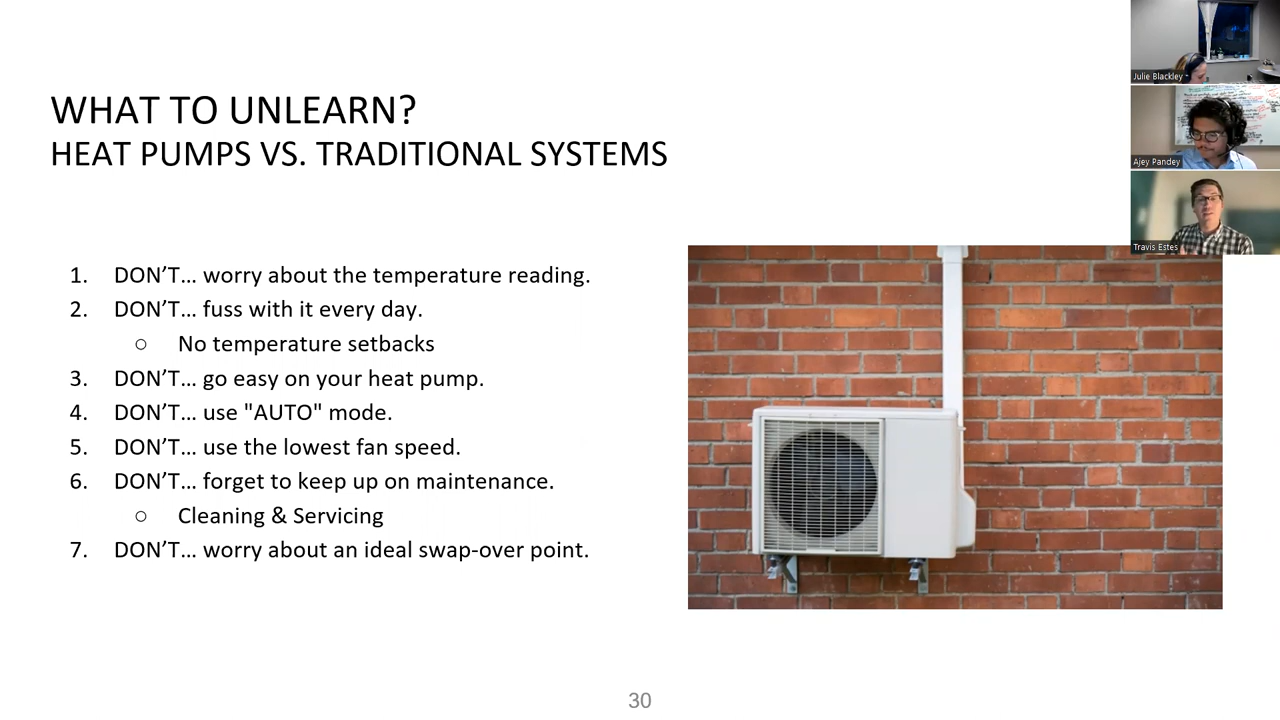 WHAT TO UNLEARN?
HEAT PUMPS VS. TRADITIONAL SYSTEMS
1. DON’T... worry about the temperature reading.
2. DON’T... fuss with it every day.
○ No temperature setbacks
3. DON’T... go easy on your heat pump.
4. DON’T... use "AUTO" mode.
5. DON’T... use the lowest fan speed.
6. DON’T... forget to keep up on maintenance.
○ Cleaning & Servicing
7. DON’T... worry about an ideal swap-over point.
30
Julie Blackley
Ajey Pandey
Travis Estes